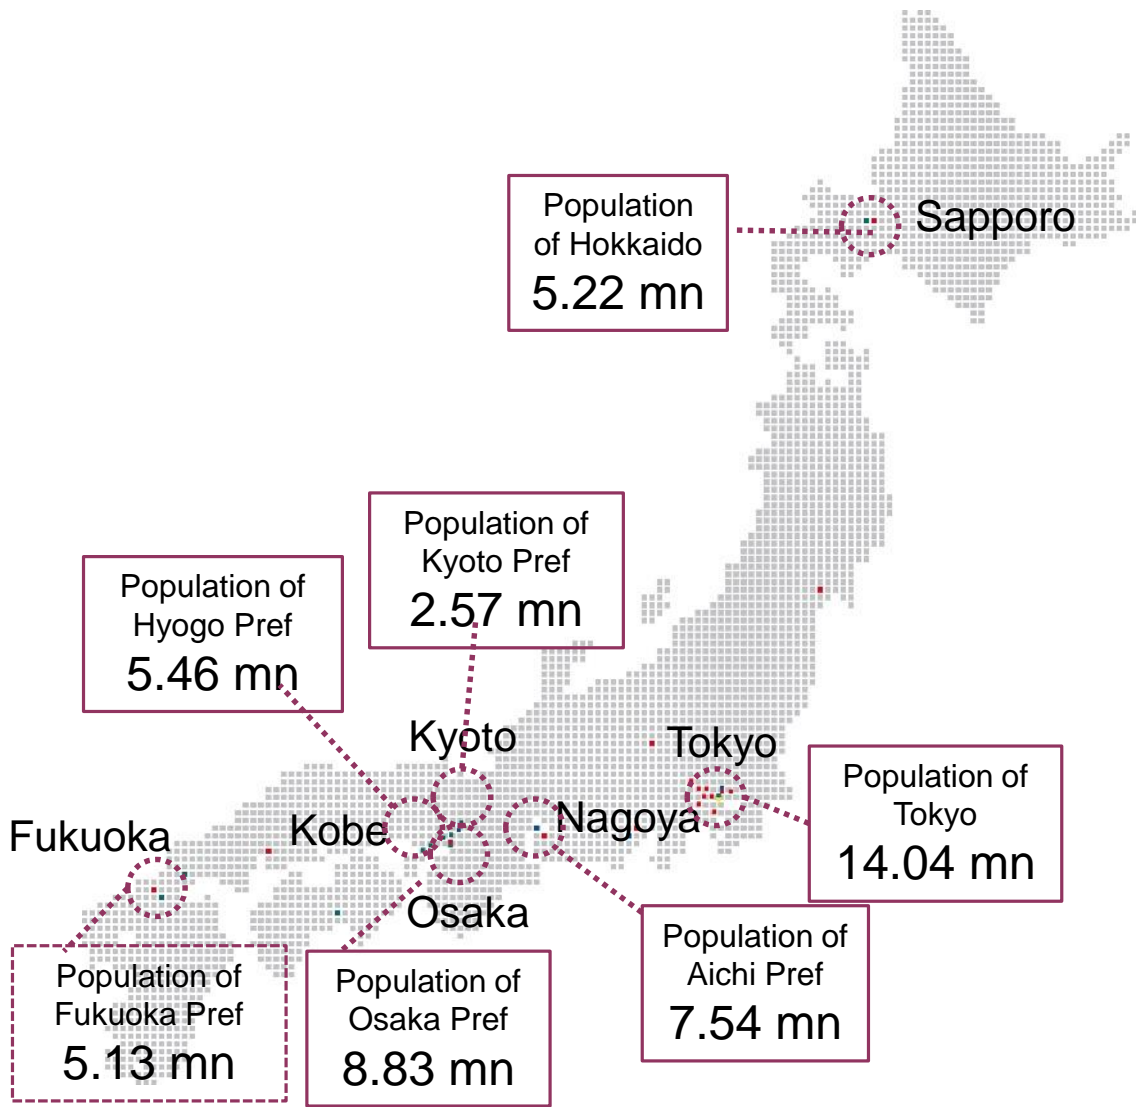 Population
of Hokkaido
5.22 mn
Sapporo
Population of
Kyoto Pref
2.57 mn
Population of
Hyogo Pref
5.46 mn
Kyoto
Tokyo
Population of
Tokyo
14.04 mn
Fukuoka
Kobe
Nagoya
Osaka
Population of
Aichi Pref
7.54 mn
Population of
Fukuoka Pref
5.13 mn
Population of
Osaka Pref
8.83 mn